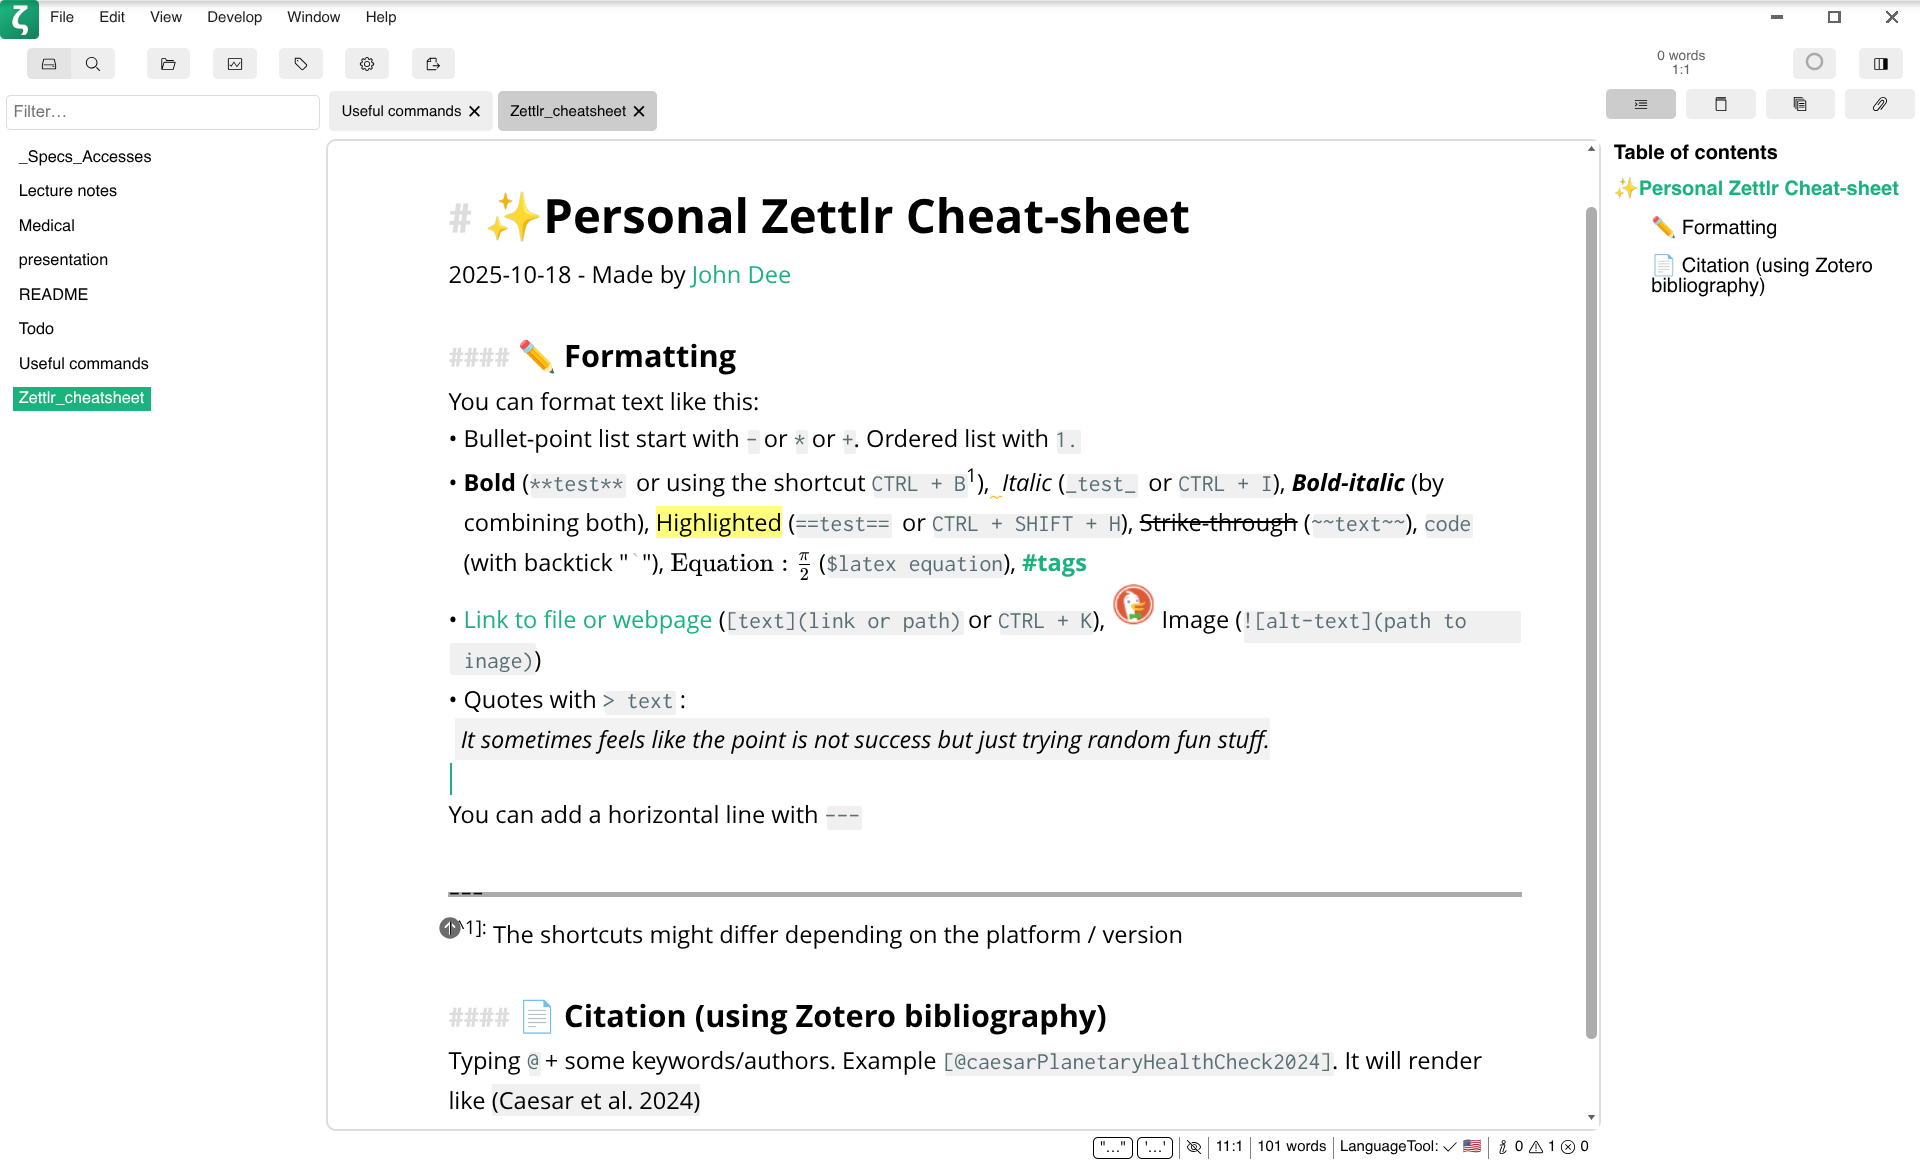 File Edit View Develop Window Help
0 words
1:1
Filter…
Useful commands
Zettlr_cheatsheet
_Specs_Accesses
Lecture notes
Medical
presentation
README
Todo
Useful commands
Zettlr_cheatsheet
# ✨Personal Zettlr Cheat-sheet
2025-10-18 - Made by John Dee
#### ✏️ Formatting
You can format text like this:
• Bullet-point list start with - or * or +. Ordered list with 1.
• Bold (**test** or using the shortcut CTRL + B1), Italic (_test_ or CTRL + I), Bold-italic (by
combining both), Highlighted (==test== or CTRL + SHIFT + H), Strike-through (~~text~~), code
(with backtick "`"), Equation : π/2 ($latex equation), #tags
• Link to file or webpage ([text](link or path) or CTRL + K), Image (![alt-text](path to
inage))
• Quotes with > text :
It sometimes feels like the point is not success but just trying random fun stuff.
You can add a horizontal line with ---
---
^1]: The shortcuts might differ depending on the platform / version
#### 📄 Citation (using Zotero bibliography)
Typing @ + some keywords/authors. Example [@caesarPlanetaryHealthCheck2024]. It will render
like (Caesar et al. 2024)
Table of contents
✨Personal Zettlr Cheat-sheet
✏️ Formatting
📄 Citation (using Zotero
bibliography)
"…" '…' 11:1 101 words LanguageTool: ✓ 🇺🇸 0 1 0